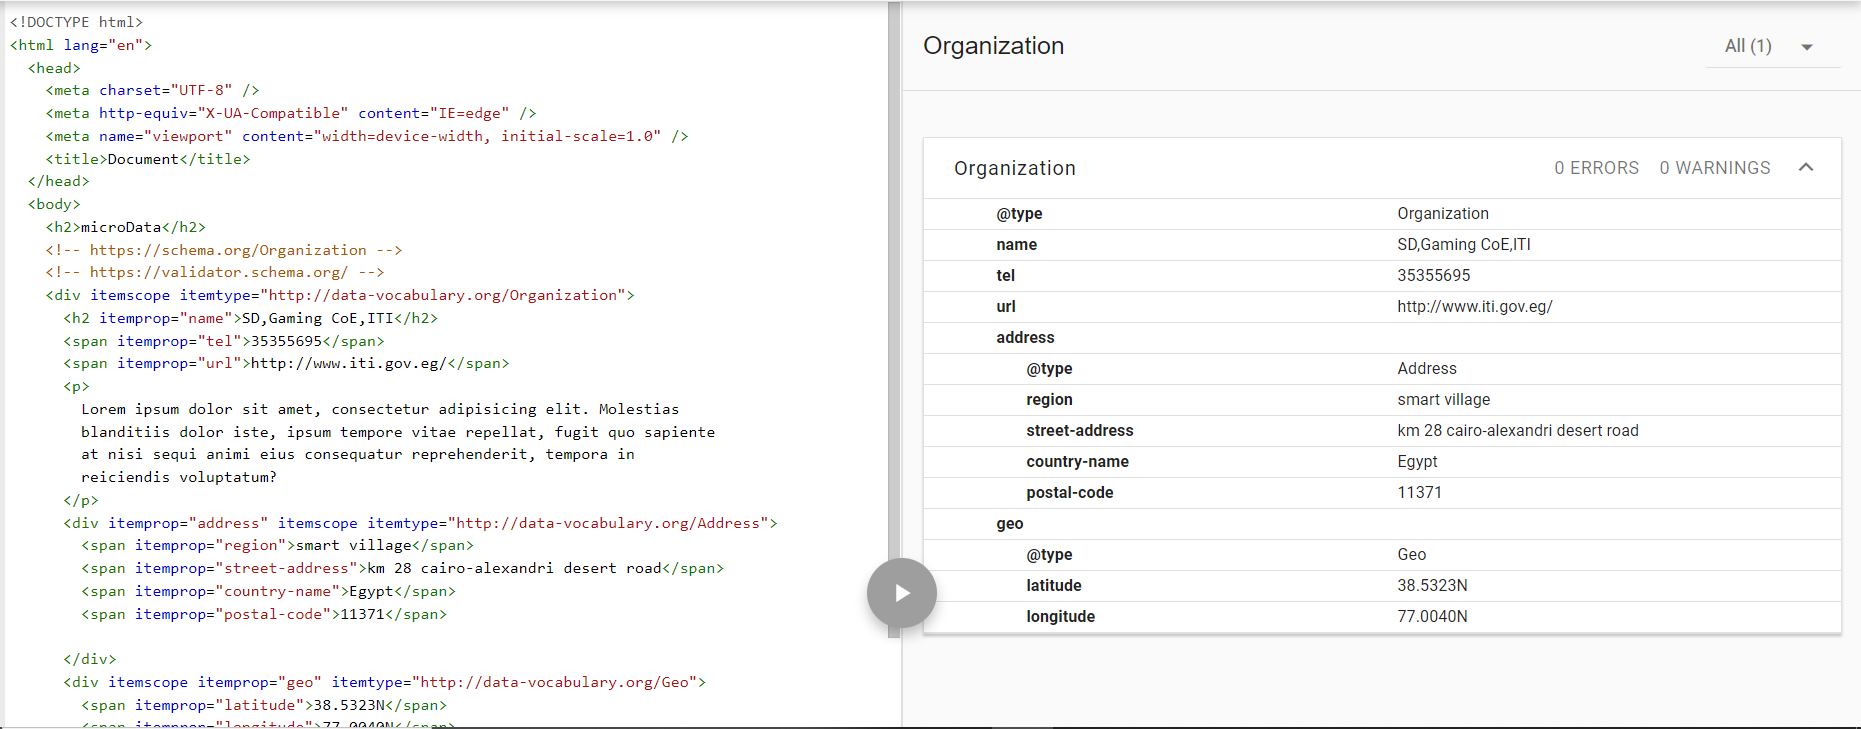 <!DOCTYPE html>
<html lang="en">
<head>
<meta charset="UTF-8" />
<meta http-equiv="X-UA-Compatible" content="IE=edge" />
<meta name="viewport" content="width=device-width, initial-scale=1.0" />
<title>Document</title>
</head>
<body>
<h2>microData</h2>
<!-- https://schema.org/Organization -->
<!-- https://validator.schema.org/ -->
<div itemscope itemtype="http://data-vocabulary.org/Organization">
<h2 itemprop="name">SD,Gaming CoE,ITI</h2>
<span itemprop="tel">35355695</span>
<span itemprop="url">http://www.iti.gov.eg/</span>
<p>
Lorem ipsum dolor sit amet, consectetur adipisicing elit. Molestias
blanditiis dolor iste, ipsum tempore vitae repellat, fugit quo sapiente
at nisi sequi animi eius consequatur reprehenderit, tempora in
reiciendis voluptatum?
</p>
<div itemprop="address" itemscope itemtype="http://data-vocabulary.org/Address">
<span itemprop="region">smart village</span>
<span itemprop="street-address">km 28 cairo-alexandri desert road</span>
<span itemprop="country-name">Egypt</span>
<span itemprop="postal-code">11371</span>
</div>
<div itemscope itemprop="geo" itemtype="http://data-vocabulary.org/Geo">
<span itemprop="latitude">38.5323N</span>
<span itemprop="longitude">77.0040N</span>
Organization
All (1)
Organization 0 ERRORS 0 WARNINGS
@type Organization
name SD,Gaming CoE,ITI
tel 35355695
url http://www.iti.gov.eg/
address
@type Address
region smart village
street-address km 28 cairo-alexandri desert road
country-name Egypt
postal-code 11371
geo
@type Geo
latitude 38.5323N
longitude 77.0040N